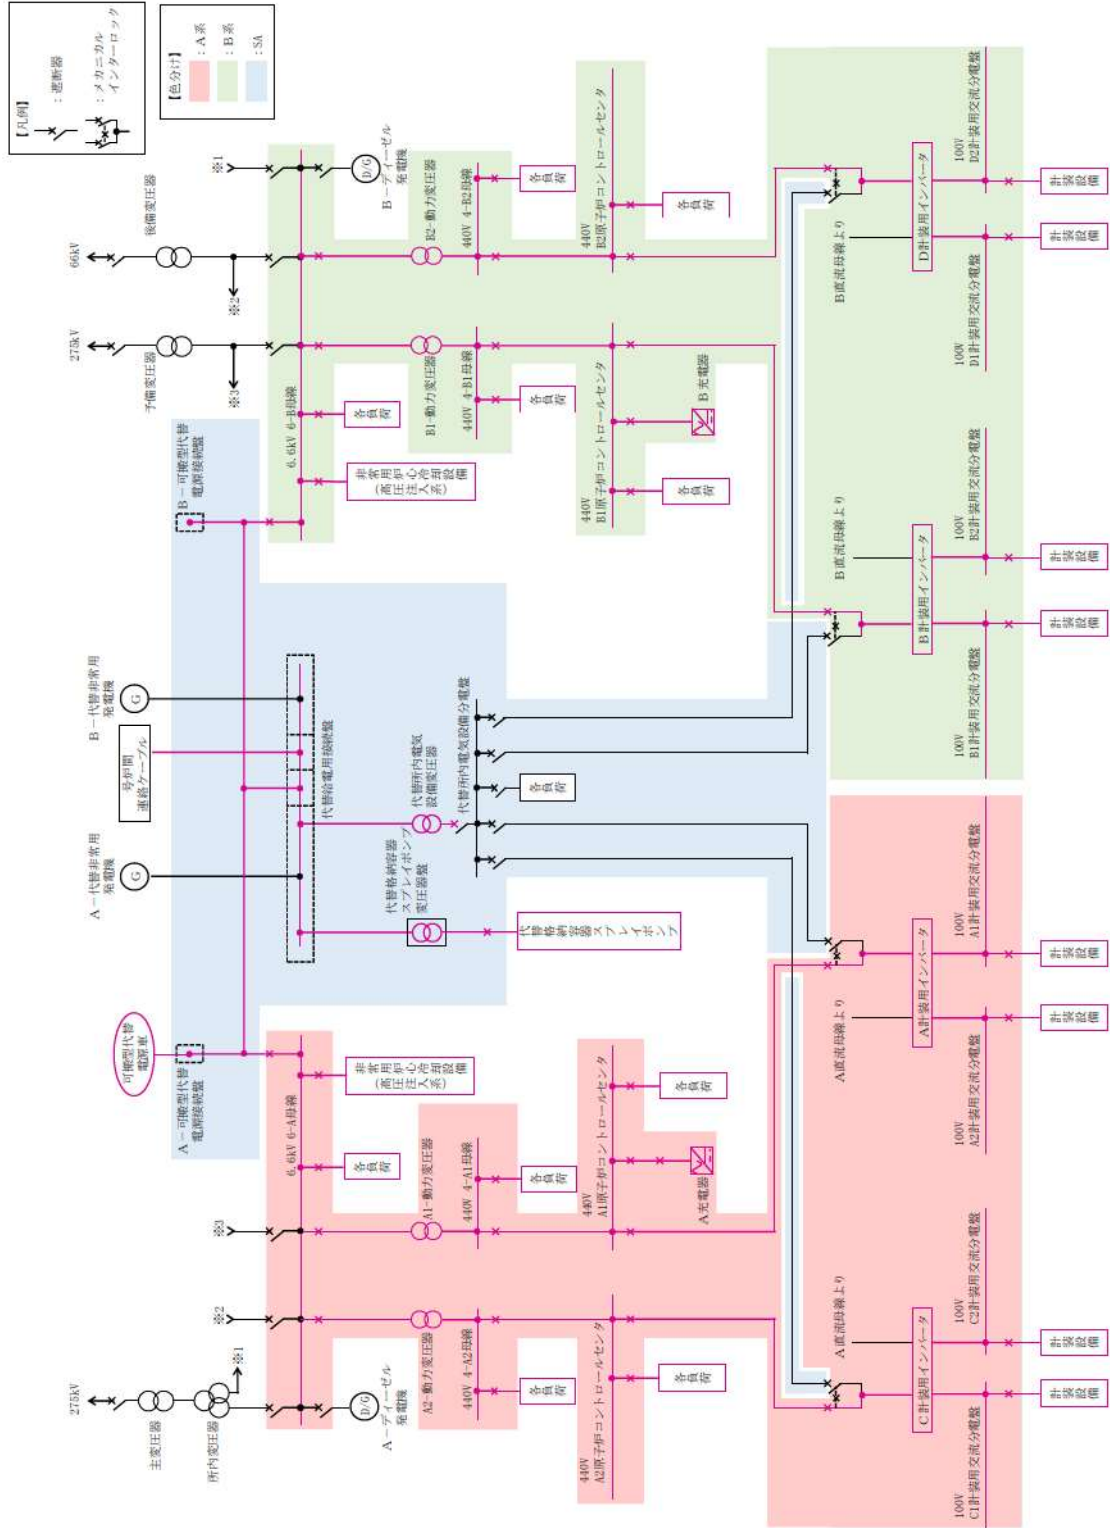 【凡例】
：遮断器
：メカニカル
インターロック
【色分け】
：A系
：B系
：SA
275kV
主変圧器
所内変圧器
※1
※2
※3
A－ディーゼル
発電機
D/G
6.6kV 6-A母線
各負荷
非常用炉心冷却設備
（高圧注入系）
A2-動力変圧器
440V 4-A2母線
各負荷
440V
A2原子炉コントロールセンタ
各負荷
A1-動力変圧器
440V 4-A1母線
各負荷
440V
A1原子炉コントロールセンタ
各負荷
A充電器
可搬型代替
電源車
A－可搬型代替
電源接続盤
A－代替非常用
発電機
G
号炉間
連絡ケーブル
B－代替非常用
発電機
G
代替給電用接続盤
代替格納容器
スプレイポンプ
変圧器盤
代替格納容器スプレイポンプ
代替所内電気
設備変圧器
代替所内電気設備分電盤
各負荷
B－可搬型代替
電源接続盤
275kV
予備変圧器
※3
66kV
後備変圧器
※2
※1
6.6kV 6-B母線
非常用炉心冷却設備
（高圧注入系）
各負荷
B－ディーゼル
発電機
D/G
B1-動力変圧器
440V 4-B1母線
各負荷
440V
B1原子炉コントロールセンタ
各負荷
B充電器
B2-動力変圧器
440V 4-B2母線
各負荷
440V
B2原子炉コントロールセンタ
各負荷
A直流母線より
C計装用インバータ
100V
C1計装用交流分電盤
100V
C2計装用交流分電盤
計装設備
計装設備
A直流母線より
A計装用インバータ
100V
A2計装用交流分電盤
100V
A1計装用交流分電盤
計装設備
計装設備
B直流母線より
B計装用インバータ
100V
B1計装用交流分電盤
100V
B2計装用交流分電盤
計装設備
計装設備
B直流母線より
D計装用インバータ
100V
D1計装用交流分電盤
100V
D2計装用交流分電盤
計装設備
計装設備